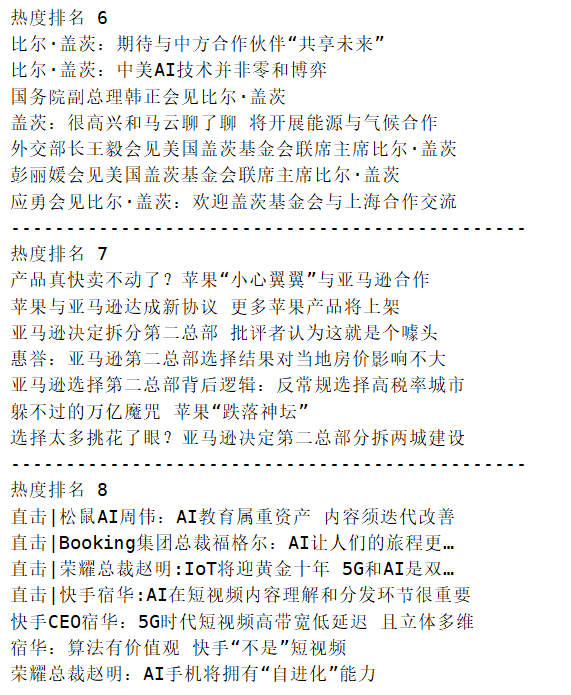 热度排名 6
比尔·盖茨：期待与中方合作伙伴“共享未来”
比尔·盖茨：中美AI技术并非零和博弈
国务院副总理韩正会见比尔·盖茨
盖茨：很高兴和马云聊了聊 将开展能源与气候合作
外交部长王毅会见美国盖茨基金会联席主席比尔·盖茨
彭丽媛会见美国盖茨基金会联席主席比尔·盖茨
应勇会见比尔·盖茨：欢迎盖茨基金会与上海合作交流
-----------------------------------------------
热度排名 7
产品真快卖不动了？苹果“小心翼翼”与亚马逊合作
苹果与亚马逊达成新协议 更多苹果产品将上架
亚马逊决定拆分第二总部 批评者认为这就是个噱头
惠誉：亚马逊第二总部选择结果对当地房价影响不大
亚马逊选择第二总部背后逻辑：反常规选择高税率城市
躲不过的万亿魔咒 苹果“跌落神坛”
选择太多挑花了眼？亚马逊决定第二总部分拆两城建设
-----------------------------------------------
热度排名 8
直击|松鼠AI周伟：AI教育属重资产 内容须迭代改善
直击|Booking集团总裁福格尔：AI让人们的旅程更…
直击|荣耀总裁赵明:IoT将迎黄金十年 5G和AI是双…
直击|快手宿华:AI在短视频内容理解和分发环节很重要
快手CEO宿华：5G时代短视频高带宽低延迟 且立体多维
宿华：算法有价值观 快手“不是”短视频
荣耀总裁赵明：AI手机将拥有“自进化”能力